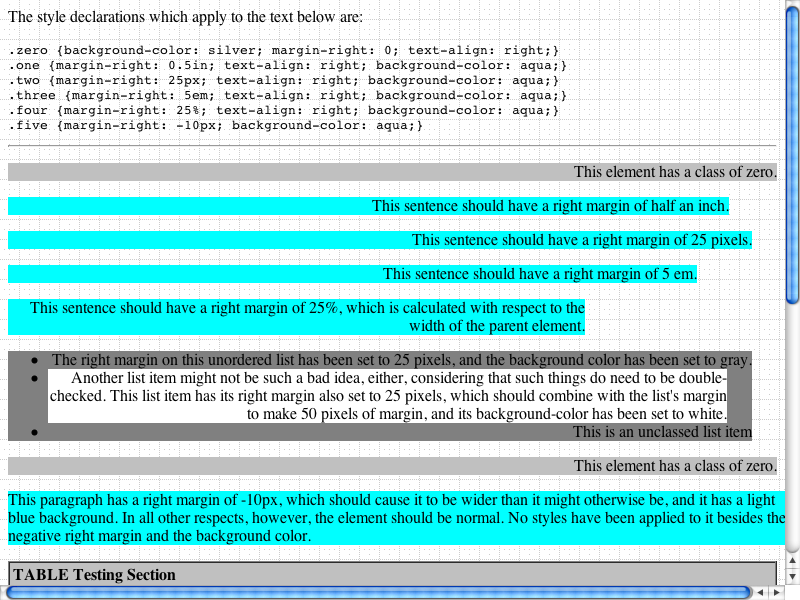 The style declarations which apply to the text below are:
.zero {background-color: silver; margin-right: 0; text-align: right;}
.one {margin-right: 0.5in; text-align: right; background-color: aqua;}
.two {margin-right: 25px; text-align: right; background-color: aqua;}
.three {margin-right: 5em; text-align: right; background-color: aqua;}
.four {margin-right: 25%; text-align: right; background-color: aqua;}
.five {margin-right: -10px; background-color: aqua;}
This element has a class of zero.
This sentence should have a right margin of half an inch.
This sentence should have a right margin of 25 pixels.
This sentence should have a right margin of 5 em.
This sentence should have a right margin of 25%, which is calculated with respect to the
width of the parent element.
• The right margin on this unordered list has been set to 25 pixels, and the background color has been set to gray.
• Another list item might not be such a bad idea, either, considering that such things do need to be double-
checked. This list item has its right margin also set to 25 pixels, which should combine with the list's margin
to make 50 pixels of margin, and its background-color has been set to white.
• This is an unclassed list item
This element has a class of zero.
This paragraph has a right margin of -10px, which should cause it to be wider than it might otherwise be, and it has a light
blue background. In all other respects, however, the element should be normal. No styles have been applied to it besides the
negative right margin and the background color.
TABLE Testing Section